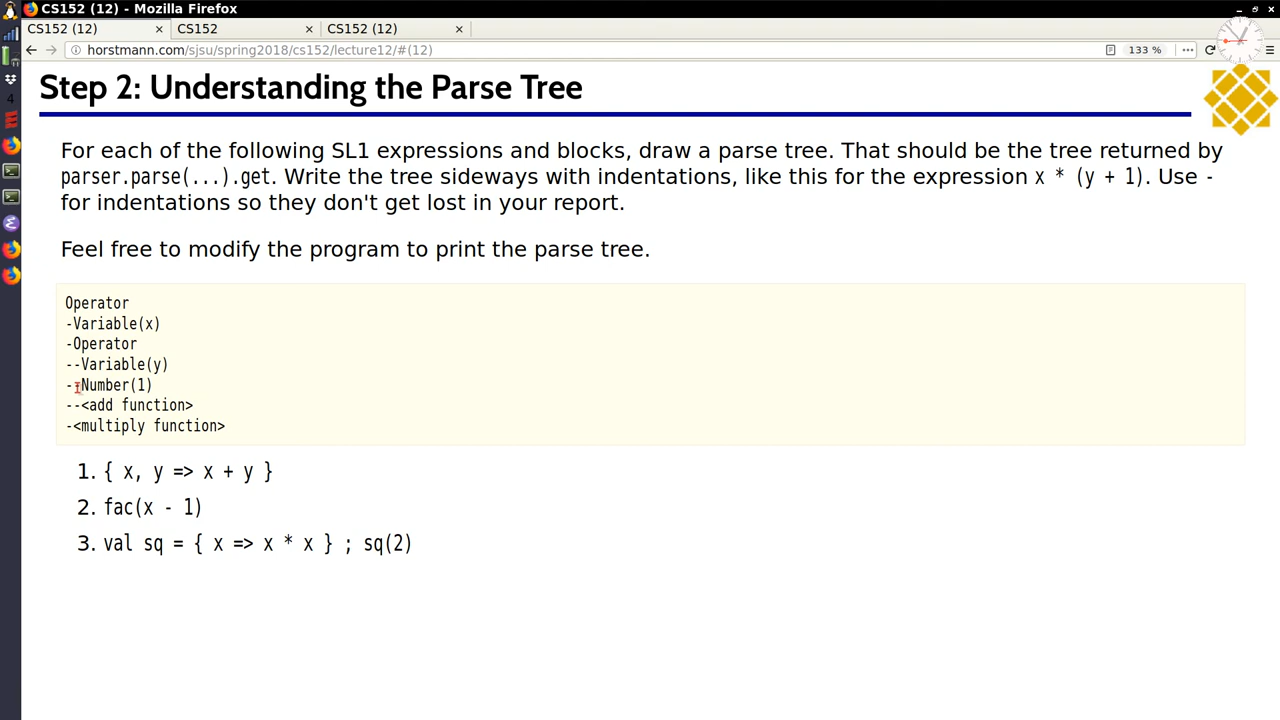 CS152 (12) - Mozilla Firefox
CS152 (12) × CS152 × CS152 (12) ×
horstmann.com/sjsu/spring2018/cs152/lecture12/#(12) 133 %
4
Step 2: Understanding the Parse Tree
For each of the following SL1 expressions and blocks, draw a parse tree. That should be the tree returned by
parser.parse(...).get. Write the tree sideways with indentations, like this for the expression x * (y + 1). Use -
for indentations so they don't get lost in your report.
Feel free to modify the program to print the parse tree.
Operator
-Variable(x)
-Operator
--Variable(y)
--Number(1)
--<add function>
-<multiply function>
1. { x, y => x + y }
2. fac(x - 1)
3. val sq = { x => x * x } ; sq(2)